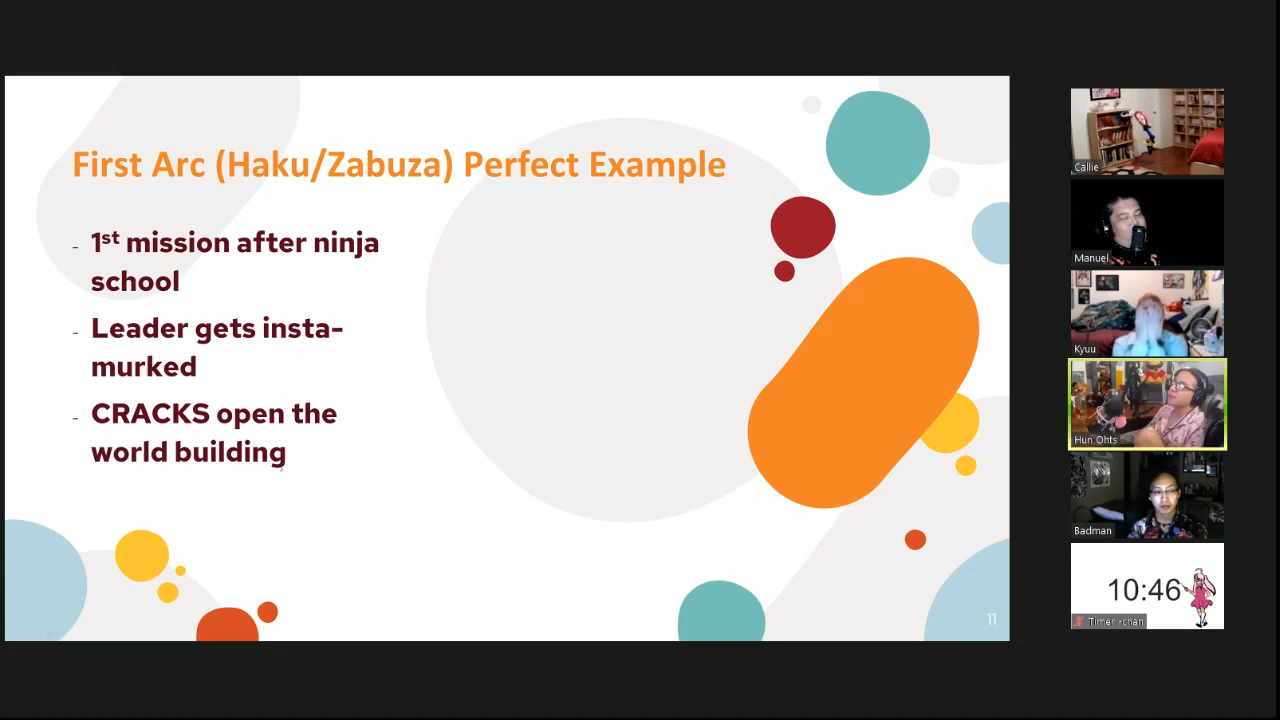 First Arc (Haku/Zabuza) Perfect Example
- 1st mission after ninja
school
- Leader gets insta-
murked
- CRACKS open the
world building
11
Callie
Manuel
Kyuu
Hun Ohts
Badman
10:46
Timer-chan